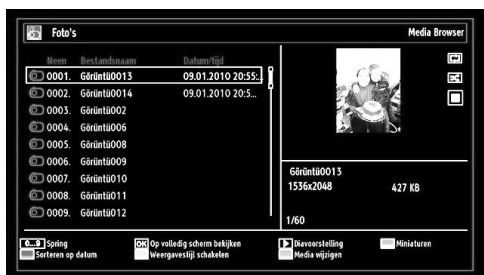 Foto's Media Browser
Neen Bestandsnaam Datum/tijd
0001. Görüntü0013 09.01.2010 20:55:..
0002. Görüntü0014 09.01.2010 20:5...
0003. Görüntü002
0004. Görüntü006
0005. Görüntü008
0006. Görüntü009
0007. Görüntü010
0008. Görüntü011
0009. Görüntü012
Görüntü0013
1536x2048 427 KB
1/60
0...9 Spring OK Op volledig scherm bekijken Diavoorstelling Miniaturen
Sorteren op datum Weergavestijl schakelen Media wijzigen